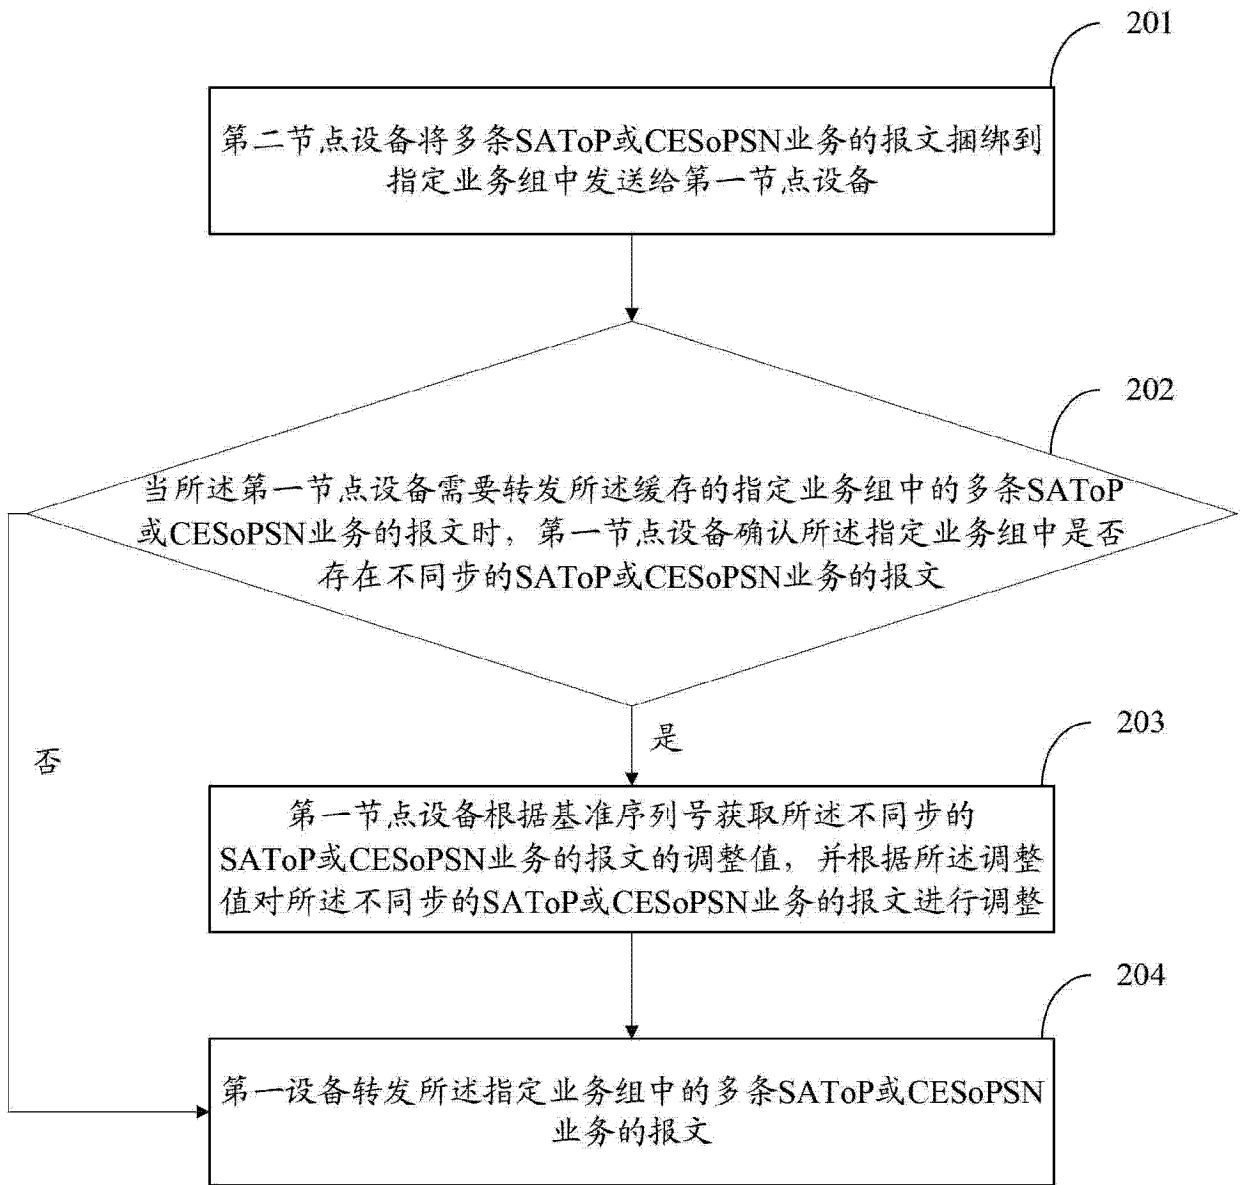 201
第二节点设备将多条SAToP或CESoPSN业务的报文捆绑到
指定业务组中发送给第一节点设备
202
当所述第一节点设备需要转发所述缓存的指定业务组中的多条SAToP
或CESoPSN业务的报文时，第一节点设备确认所述指定业务组中是否
存在不同步的SAToP或CESoPSN业务的报文
否
是
203
第一节点设备根据基准序列号获取所述不同步的
SAToP或CESoPSN业务的报文的调整值，并根据所述调整
值对所述不同步的SAToP或CESoPSN业务的报文进行调整
204
第一设备转发所述指定业务组中的多条SAToP或CESoPSN
业务的报文